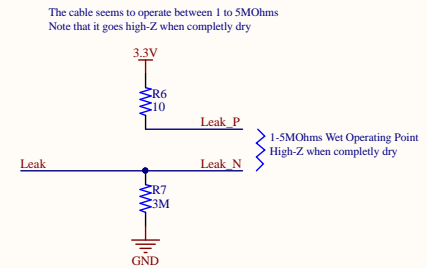 The cable seems to operate between 1 to 5MOhms
Note that it goes high-Z when completly dry
3.3V
R6
10
Leak_P
1-5MOhms Wet Operating Point
High-Z when completly dry
Leak
Leak_N
R7
3M
GND